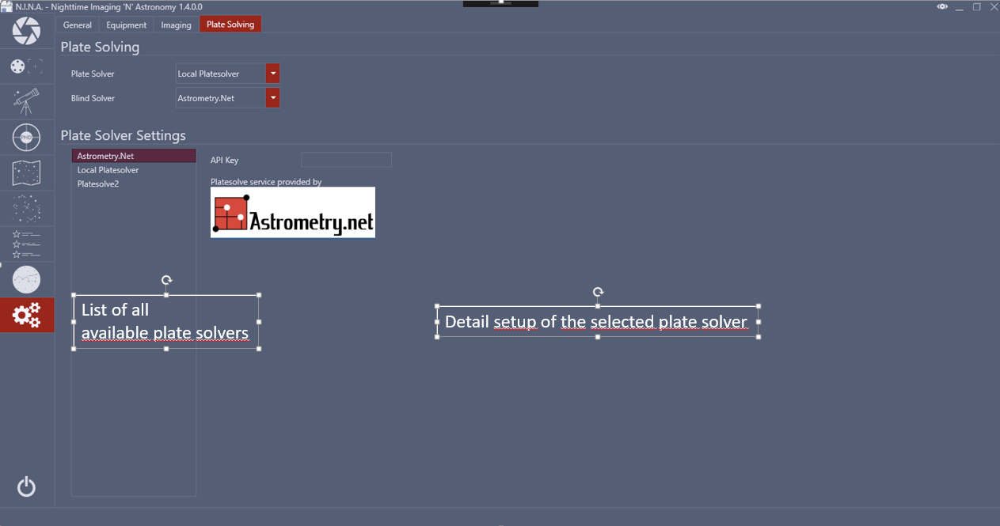 N.I.N.A. - Nighttime Imaging 'N' Astronomy 1.4.0.0
General Equipment Imaging Plate Solving
Plate Solving
Plate Solver Local Platesolver
Blind Solver Astrometry.Net
PHD
Plate Solver Settings
Astrometry.Net
Local Platesolver
Platesolve2
API Key
Platesolve service provided by
Astrometry.net
List of all
available plate solvers
Detail setup of the selected plate solver